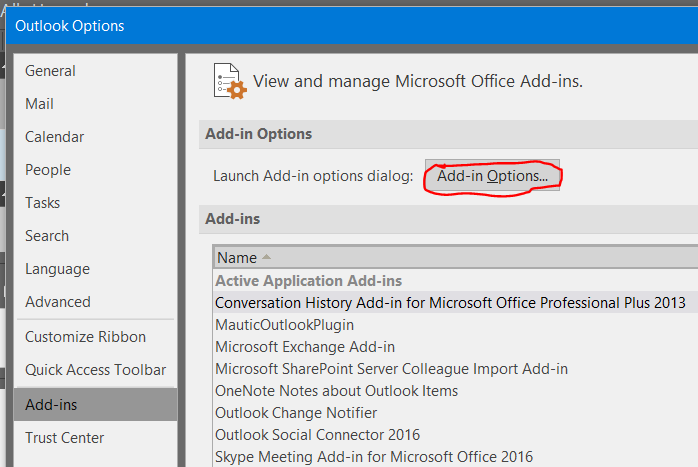 Outlook Options
General
Mail
Calendar
People
Tasks
Search
Language
Advanced
Customize Ribbon
Quick Access Toolbar
Add-ins
Trust Center
View and manage Microsoft Office Add-ins.
Add-in Options
Launch Add-in options dialog: Add-in Options...
Add-ins
Name
Active Application Add-ins
Conversation History Add-in for Microsoft Office Professional Plus 2013
MauticOutlookPlugin
Microsoft Exchange Add-in
Microsoft SharePoint Server Colleague Import Add-in
OneNote Notes about Outlook Items
Outlook Change Notifier
Outlook Social Connector 2016
Skype Meeting Add-in for Microsoft Office 2016